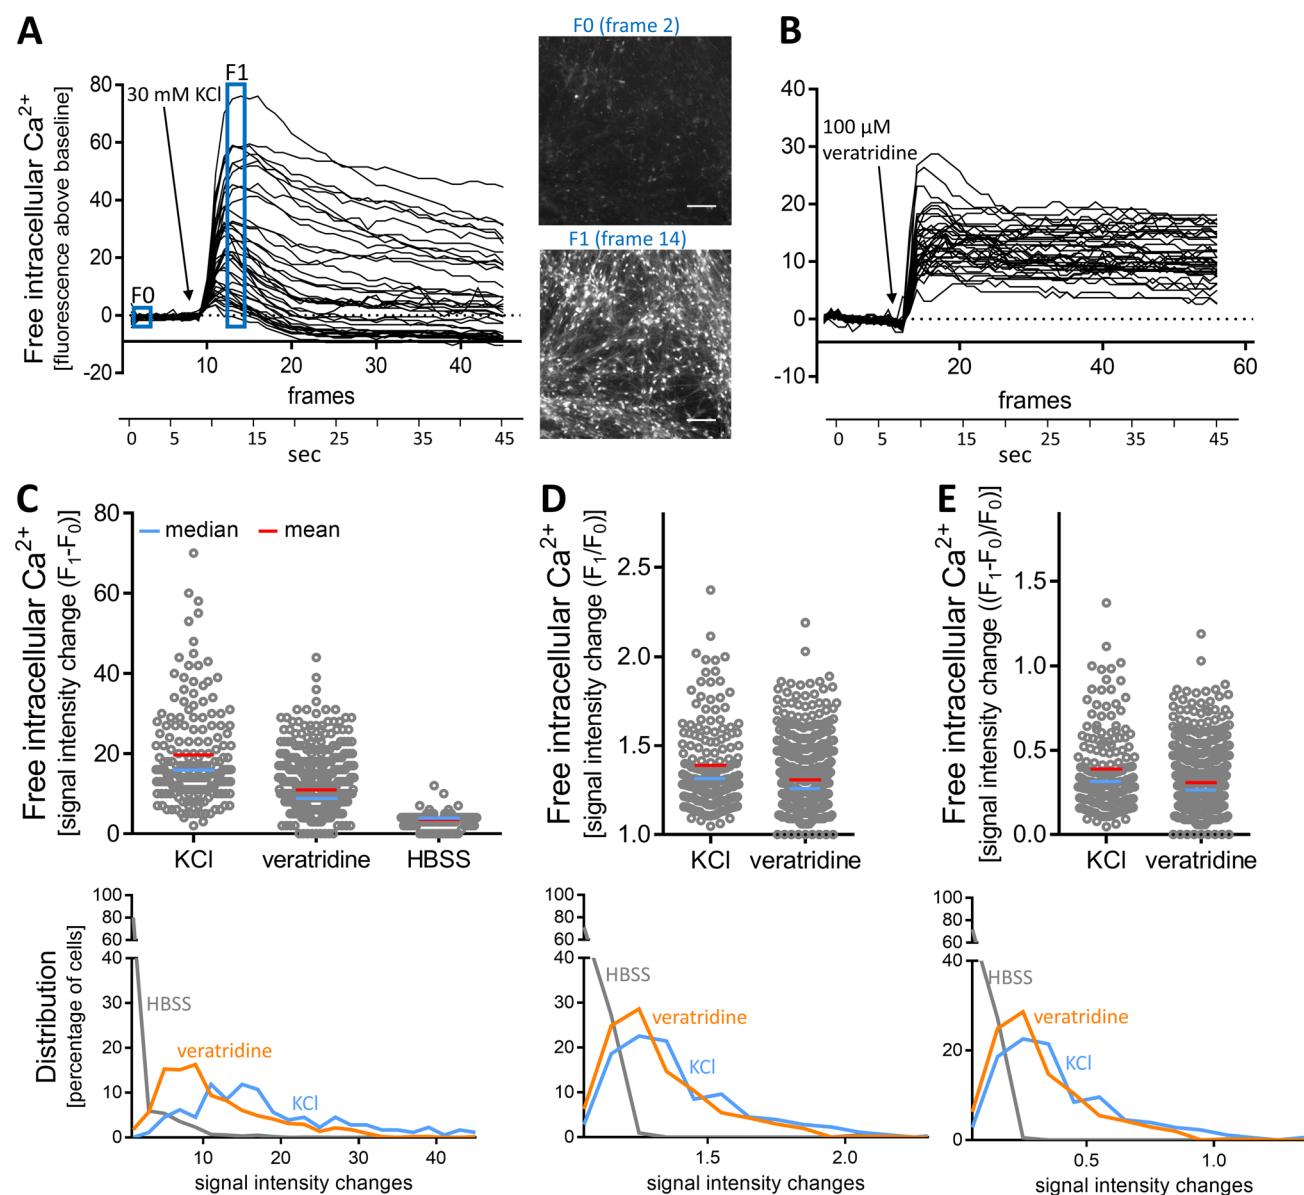 A
F0 (frame 2)
B
Free intracellular Ca2+
[fluorescence above baseline]
80
60
40
20
0
-20
30 mM KCl
F1
F0
10
20
30
40
frames
0
5
15
25
35
45
sec
F1 (frame 14)
40
30
20
10
0
-10
100 µM
veratridine
20
40
60
frames
0
5
15
25
35
45
sec
C
Free intracellular Ca2+
[signal intensity change (F1-F0)]
80
60
40
20
0
median
mean
KCl
veratridine
HBSS
D
Free intracellular Ca2+
[signal intensity change (F1/F0)]
2.5
2.0
1.5
1.0
KCl
veratridine
E
Free intracellular Ca2+
[signal intensity change ((F1-F0)/F0)]
1.5
1.0
0.5
0.0
KCl
veratridine
Distribution
[percentage of cells]
100
80
60
40
30
20
10
0
HBSS
veratridine
KCl
10
20
30
40
signal intensity changes
100
80
60
40
30
20
10
0
HBSS
veratridine
KCl
1.5
2.0
signal intensity changes
100
80
60
40
20
0
HBSS
veratridine
KCl
0.5
1.0
signal intensity changes